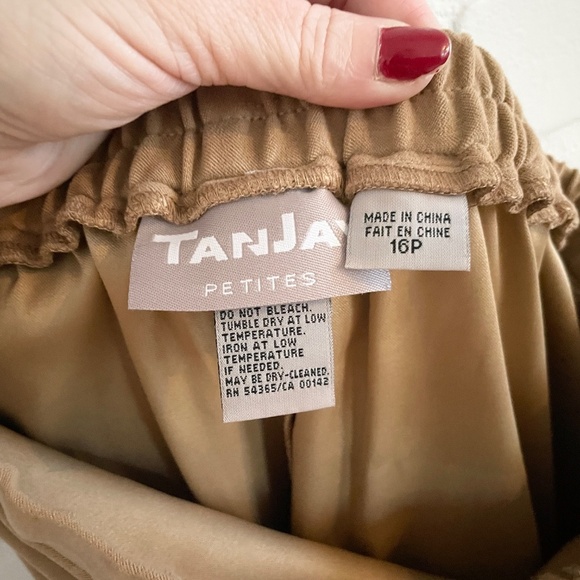 TANJAY
PETITES
MADE IN CHINA
FAIT EN CHINE
16P
DO NOT BLEACH.
TUMBLE DRY AT LOW
TEMPERATURE.
IRON AT LOW
TEMPERATURE
IF NEEDED.
MAY BE DRY-CLEANED.
RN 54365/CA 00142